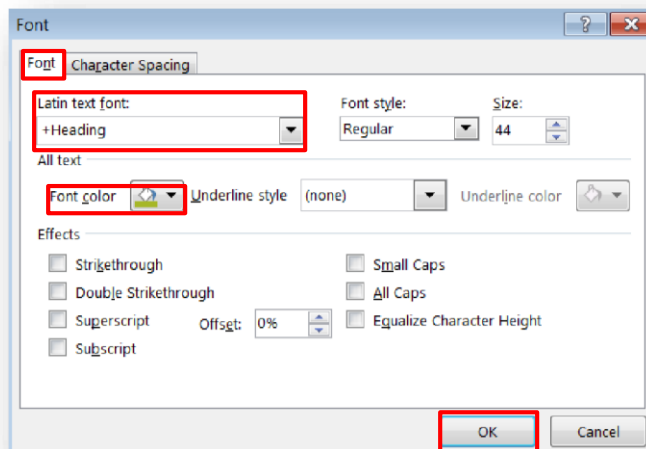 Font
Font Character Spacing
Latin text font: Font style: Size:
+Heading Regular 44
All text
Font color Underline style (none) Underline color
Effects
Strikethrough Small Caps
Double Strikethrough All Caps
Superscript Offset: 0% Equalize Character Height
Subscript
OK Cancel